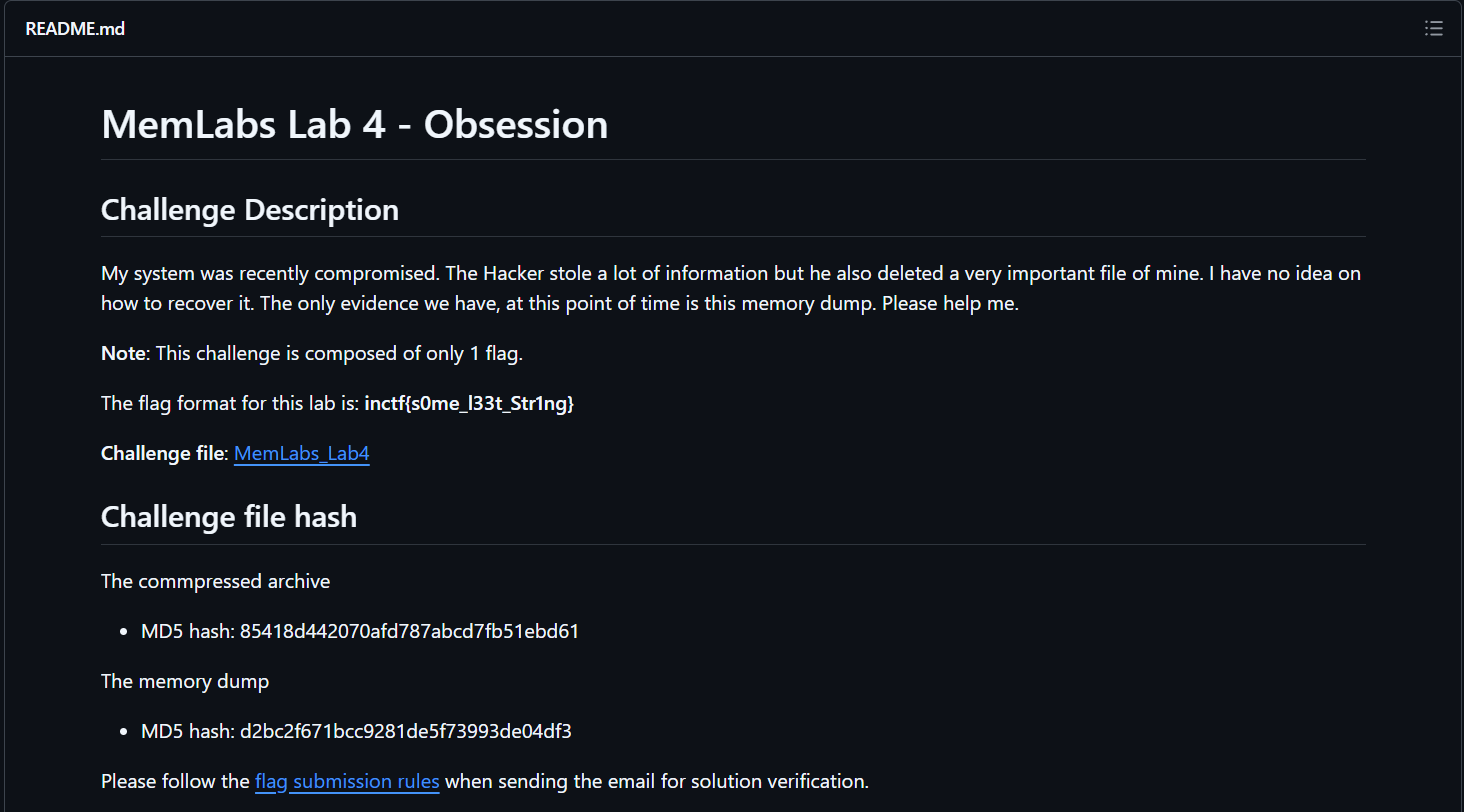 README.md
MemLabs Lab 4 - Obsession
Challenge Description
My system was recently compromised. The Hacker stole a lot of information but he also deleted a very important file of mine. I have no idea on
how to recover it. The only evidence we have, at this point of time is this memory dump. Please help me.
Note: This challenge is composed of only 1 flag.
The flag format for this lab is: inctf{s0me_l33t_Str1ng}
Challenge file: MemLabs_Lab4
Challenge file hash
The commpressed archive
• MD5 hash: 85418d442070afd787abcd7fb51ebd61
The memory dump
• MD5 hash: d2bc2f671bcc9281de5f73993de04df3
Please follow the flag submission rules when sending the email for solution verification.